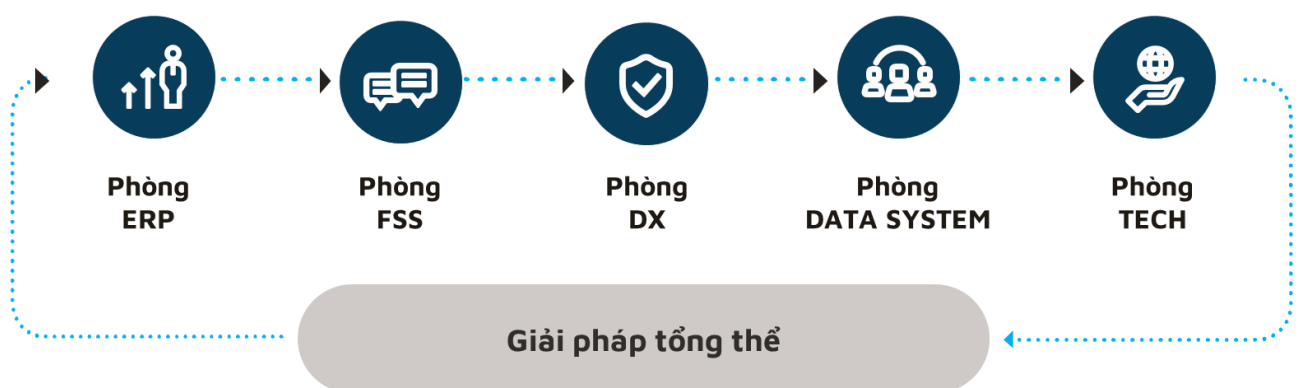 Phòng
ERP
Phòng
FSS
Phòng
DX
Phòng
DATA SYSTEM
Phòng
TECH
Giải pháp tổng thể